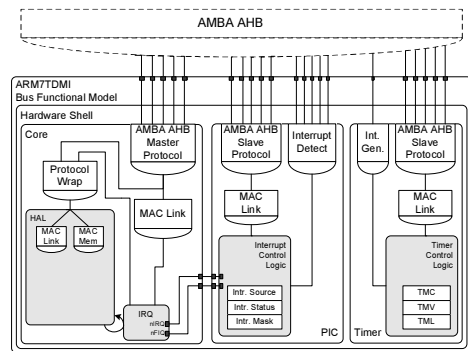 AMBA AHB
ARM7TDMI
Bus Functional Model
Hardware Shell
Core
AMBA AHB
Master
Protocol
Protocol
Wrap
HAL
MAC
Link
MAC
Mem
MAC Link
IRQ
nIRQ
nFIQ
AMBA AHB
Slave
Protocol
Interrupt
Detect
MAC
Link
Interrupt
Control
Logic
Intr. Source
Intr. Status
Intr. Mask
PIC
Int.
Gen.
AMBA AHB
Slave
Protocol
MAC
Link
Timer
Control
Logic
TMC
TMV
TML
Timer